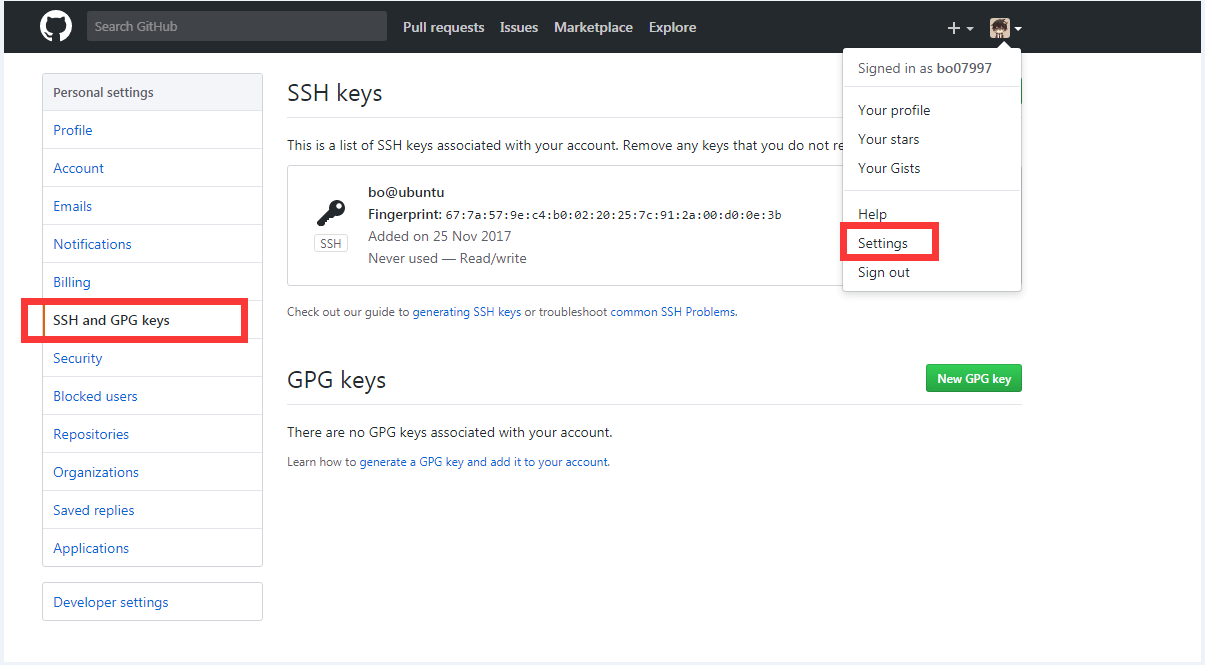 Search GitHub
Pull requests Issues Marketplace Explore
Signed in as bo07997
Your profile
Your stars
Your Gists
Help
Settings
Sign out
Personal settings
Profile
Account
Emails
Notifications
Billing
SSH and GPG keys
Security
Blocked users
Repositories
Organizations
Saved replies
Applications
Developer settings
SSH keys
This is a list of SSH keys associated with your account. Remove any keys that you do not re
bo@ubuntu
Fingerprint: 67:7a:57:9e:c4:b0:02:20:25:7c:91:2a:00:d0:0e:3b
SSH
Added on 25 Nov 2017
Never used — Read/write
Check out our guide to generating SSH keys or troubleshoot common SSH Problems.
GPG keys
New GPG key
There are no GPG keys associated with your account.
Learn how to generate a GPG key and add it to your account.